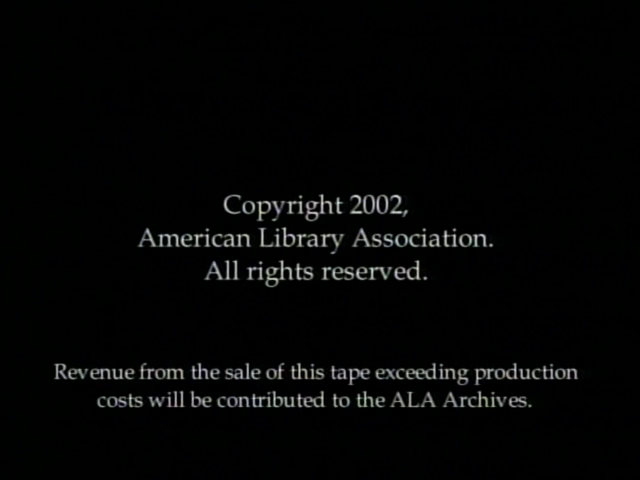 Copyright 2002,
American Library Association.
All rights reserved.
Revenue from the sale of this tape exceeding production
costs will be contributed to the ALA Archives.